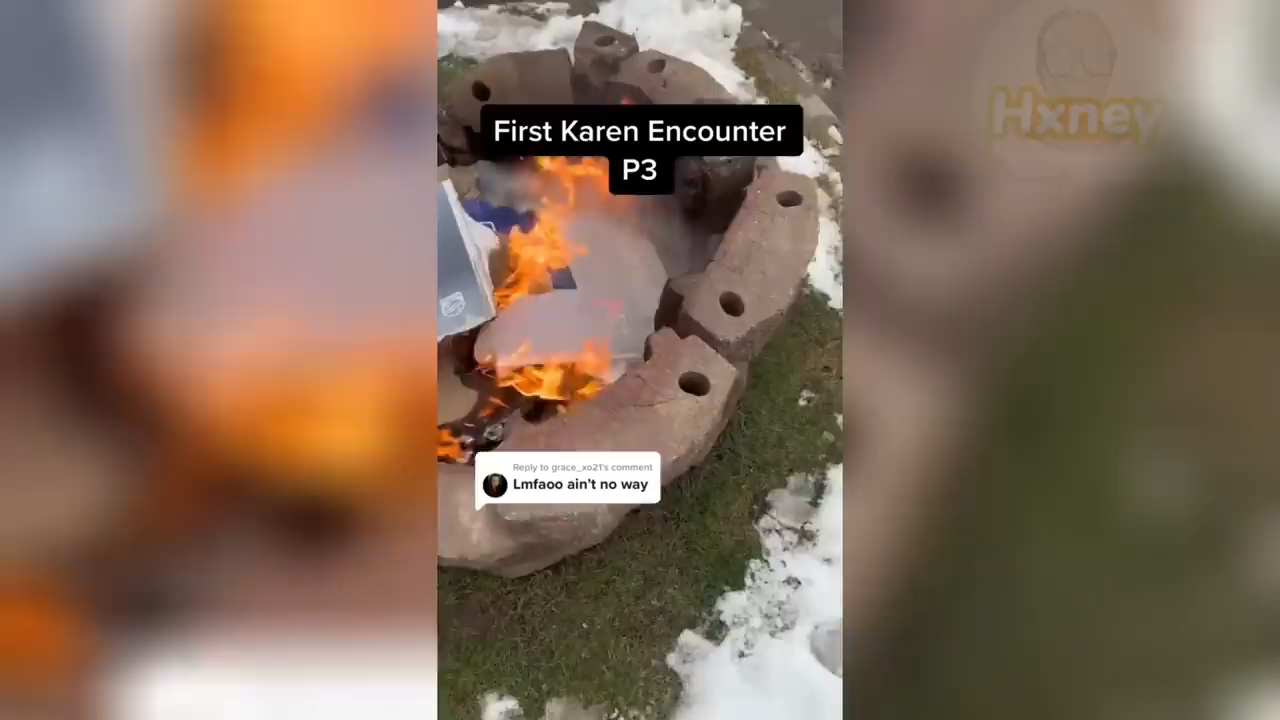 Hxney
First Karen Encounter
P3
Reply to grace_xo21's comment
Lmfaoo ain't no way